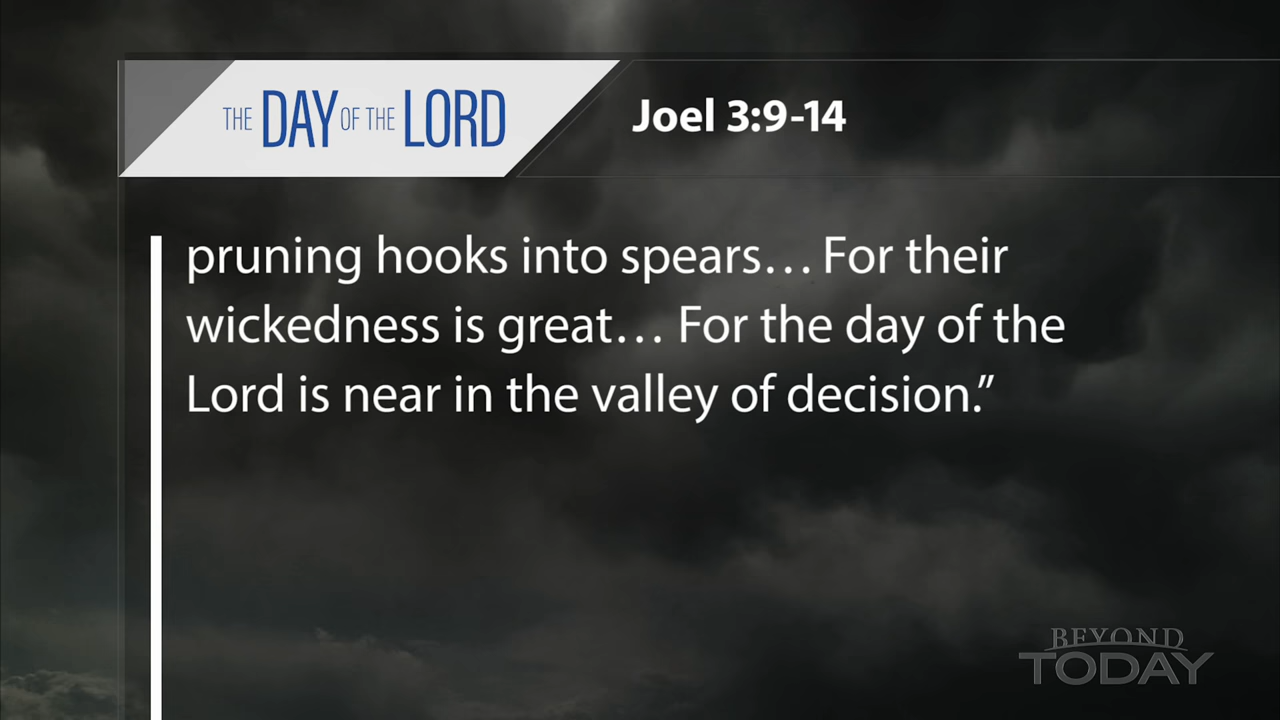 THE DAY OF THE LORD
Joel 3:9-14
pruning hooks into spears… For their
wickedness is great… For the day of the
Lord is near in the valley of decision.”
BEYOND
TODAY